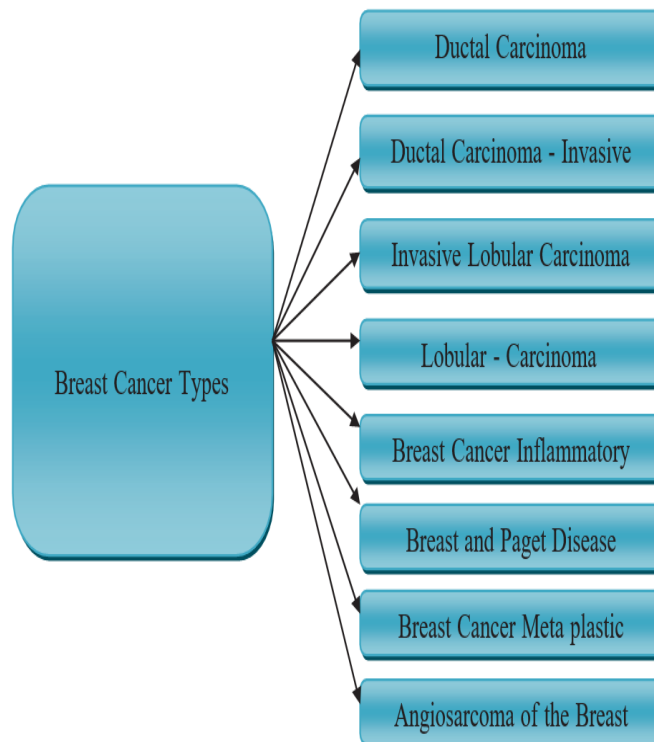 Breast Cancer Types
Ductal Carcinoma
Ductal Carcinoma - Invasive
Invasive Lobular Carcinoma
Lobular - Carcinoma
Breast Cancer Inflammatory
Breast and Paget Disease
Breast Cancer Meta plastic
Angiosarcoma of the Breast